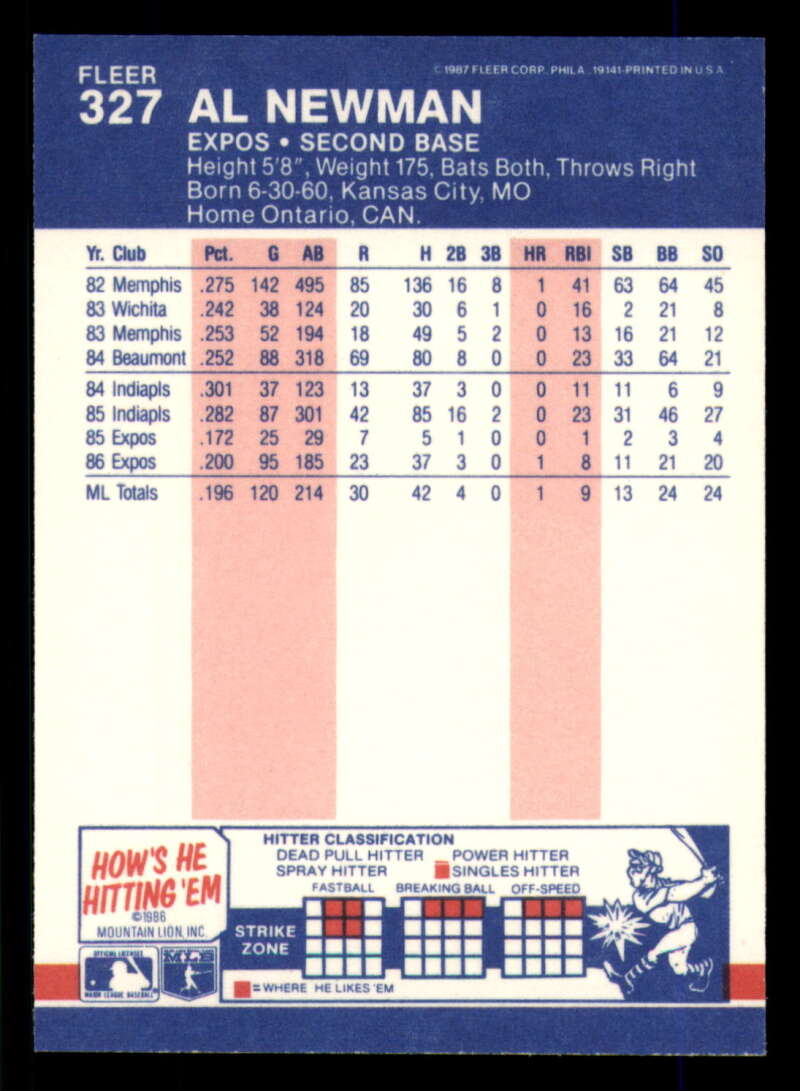 FLEER
© 1987 FLEER CORP. PHILA. 19141-PRINTED IN U.S.A.
327 AL NEWMAN
EXPOS • SECOND BASE
Height 5'8", Weight 175, Bats Both, Throws Right
Born 6-30-60, Kansas City, MO
Home Ontario, CAN.
Yr. Club Pct. G AB R H 2B 3B HR RBI SB BB SO
82 Memphis .275 142 495 85 136 16 8 1 41 63 64 45
83 Wichita .242 38 124 20 30 6 1 0 16 2 21 8
83 Memphis .253 52 194 18 49 5 2 0 13 16 21 12
84 Beaumont .252 88 318 69 80 8 0 0 23 33 64 21
84 Indiapls .301 37 123 13 37 3 0 0 11 11 6 9
85 Indiapls .282 87 301 42 85 16 2 0 23 31 46 27
85 Expos .172 25 29 7 5 1 0 0 1 2 3 4
86 Expos .200 95 185 23 37 3 0 1 8 11 21 20
ML Totals .196 120 214 30 42 4 0 1 9 13 24 24
HOW'S HE
HITTING 'EM
©1986
MOUNTAIN LION, INC.
OFFICIAL LICENSEE
MAJOR LEAGUE BASEBALL
HITTER CLASSIFICATION
DEAD PULL HITTER POWER HITTER
SPRAY HITTER SINGLES HITTER
FASTBALL BREAKING BALL OFF-SPEED
STRIKE
ZONE
= WHERE HE LIKES 'EM